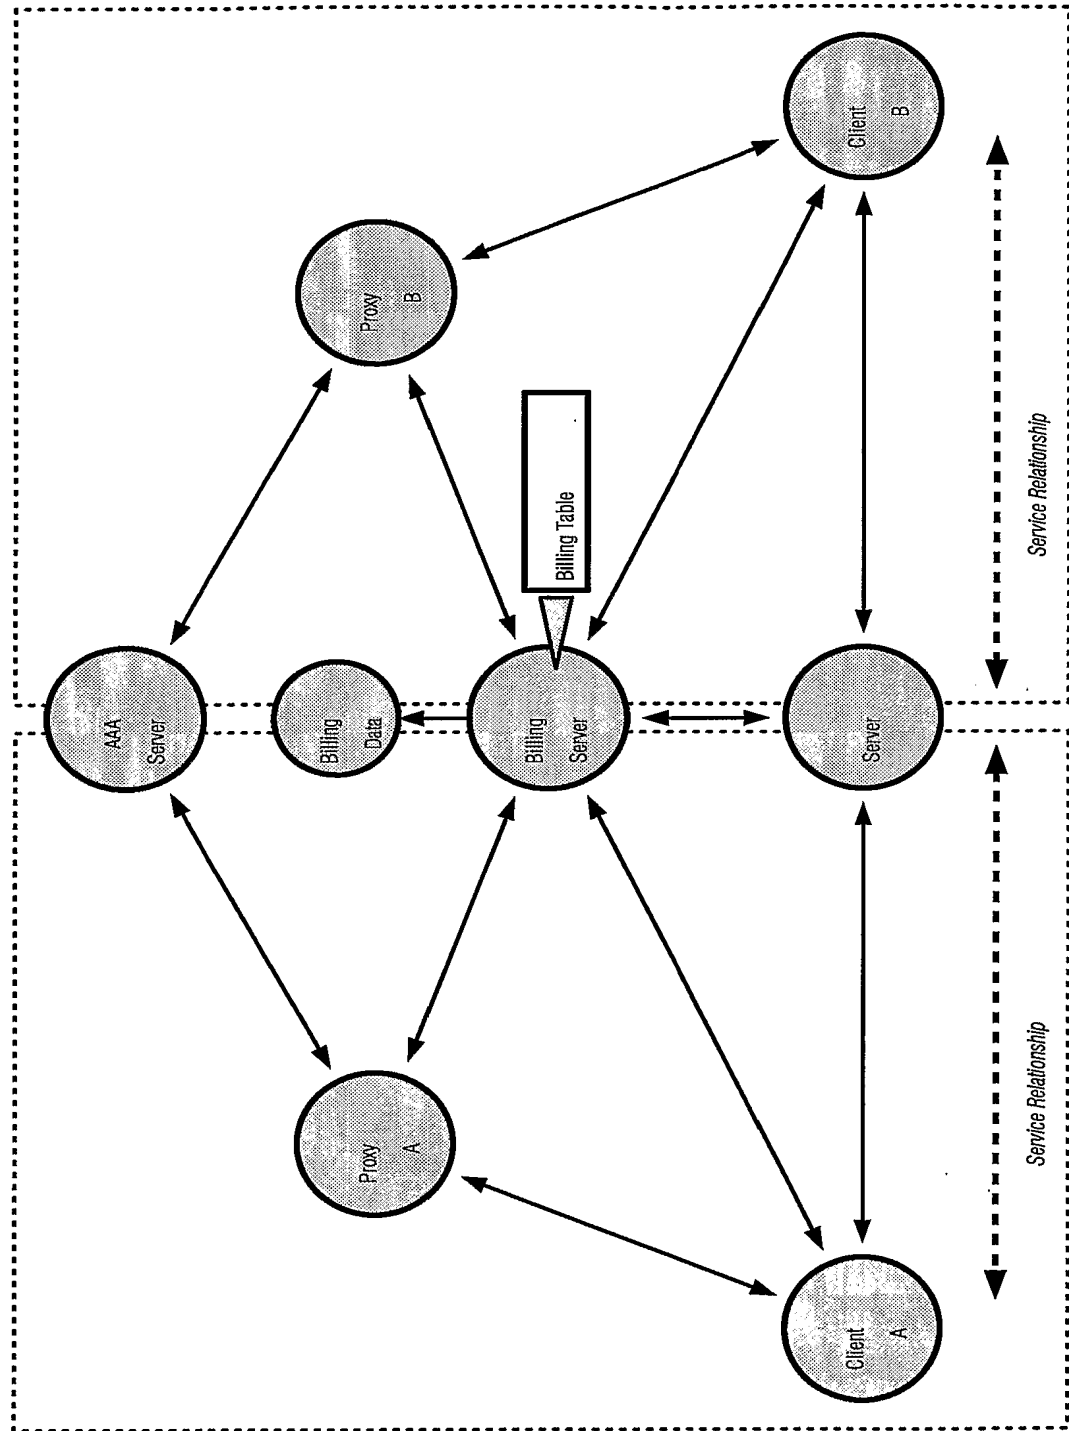 AAA
Server
Billing
Data
Proxy
A
Proxy
B
Billing
Server
Billing Table
Client
A
Server
Client
B
Service Relationship
Service Relationship